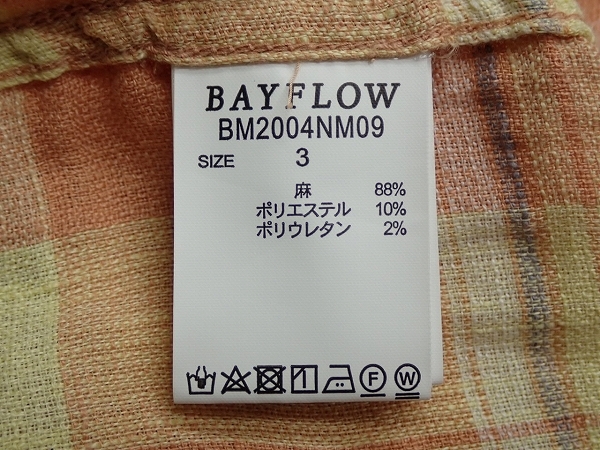 BAYFLOW
BM2004NM09
SIZE 3
麻 88%
ポリエステル 10%
ポリウレタン 2%
F W